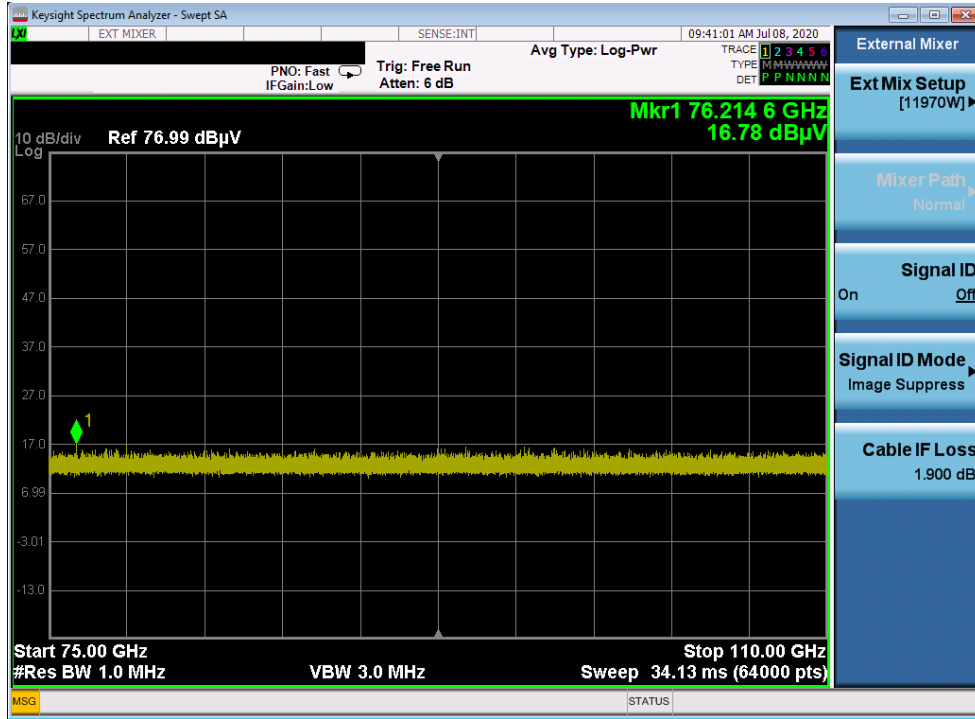 Keysight Spectrum Analyzer - Swept SA
LXI EXT MIXER SENSE:INT 09:41:01 AM Jul 08, 2020
PNO: Fast
IFGain:Low
Trig: Free Run
Atten: 6 dB
Avg Type: Log-Pwr
TRACE 1 2 3 4 5 6
TYPE M M W W W W
DET P P N N N N
Mkr1 76.214 6 GHz
16.78 dBµV
10 dB/div Ref 76.99 dBµV
Log
67.0
57.0
47.0
37.0
27.0
17.0
6.99
-3.01
-13.0
1
Start 75.00 GHz Stop 110.00 GHz
#Res BW 1.0 MHz VBW 3.0 MHz Sweep 34.13 ms (64000 pts)
MSG STATUS
External Mixer
Ext Mix Setup
[11970W]
Mixer Path
Normal
Signal ID
On Off
Signal ID Mode
Image Suppress
Cable IF Loss
1.900 dB